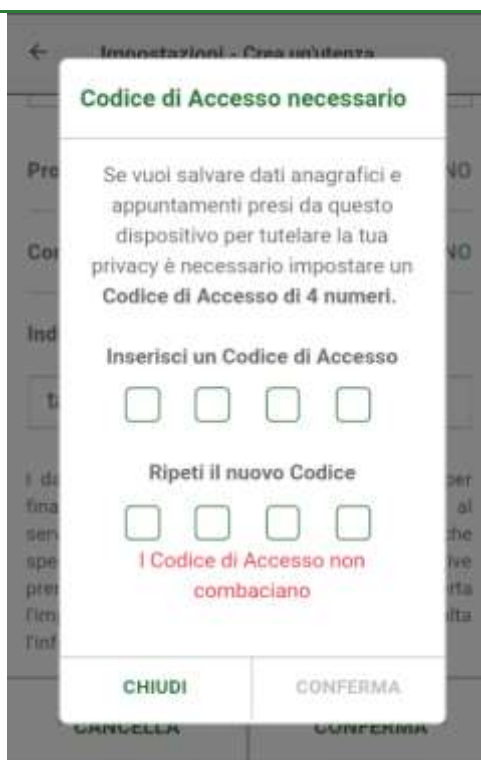 Impostazioni - Crea un'utenza
Codice di Accesso necessario
Se vuoi salvare dati anagrafici e
appuntamenti presi da questo
dispositivo per tutelare la tua
privacy è necessario impostare un
Codice di Accesso di 4 numeri.
Inserisci un Codice di Accesso
Ripeti il nuovo Codice
I Codice di Accesso non
combaciano
CHIUDI CONFERMA
CANCELLA CONFERMA